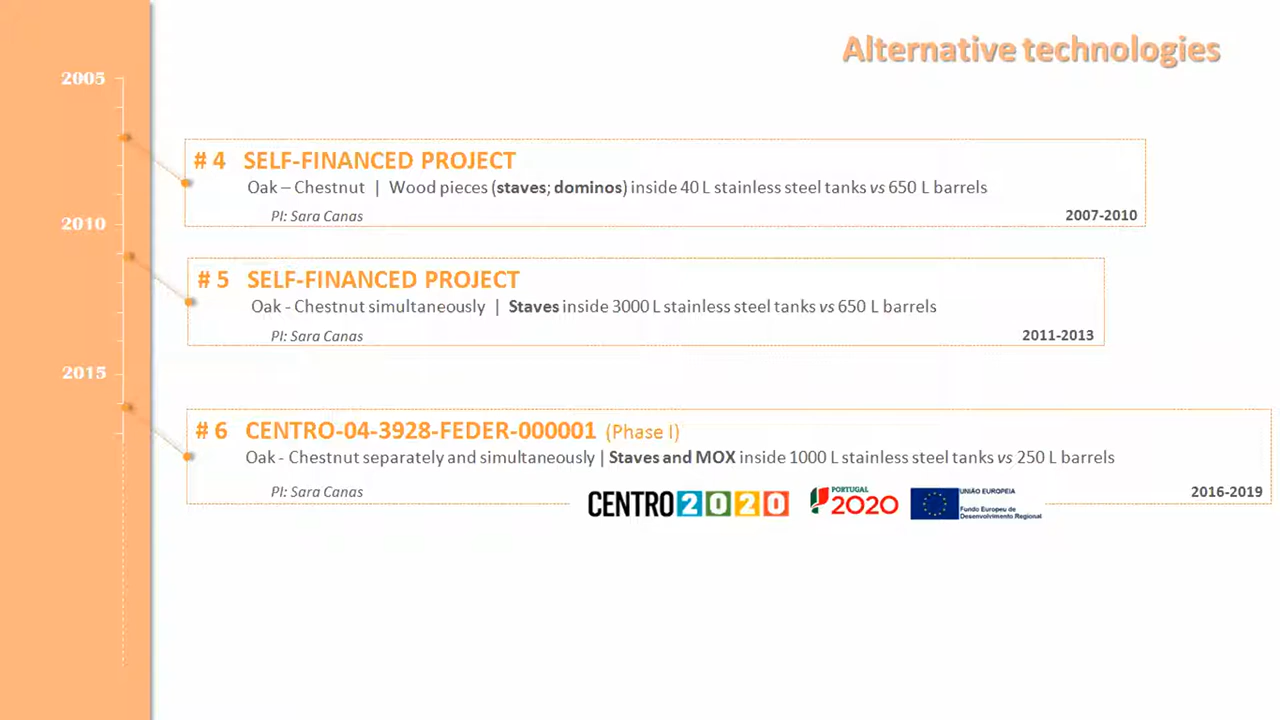 Alternative technologies
2005
# 4 SELF-FINANCED PROJECT
Oak – Chestnut | Wood pieces (staves; dominos) inside 40 L stainless steel tanks vs 650 L barrels
PI: Sara Canas
2007-2010
2010
# 5 SELF-FINANCED PROJECT
Oak - Chestnut simultaneously | Staves inside 3000 L stainless steel tanks vs 650 L barrels
PI: Sara Canas
2011-2013
2015
# 6 CENTRO-04-3928-FEDER-000001 (Phase I)
Oak - Chestnut separately and simultaneously | Staves and MOX inside 1000 L stainless steel tanks vs 250 L barrels
PI: Sara Canas
2016-2019
CENTRO 2020
PORTUGAL
2020
UNIÃO EUROPEIA
Fundo Europeu de
Desenvolvimento Regional